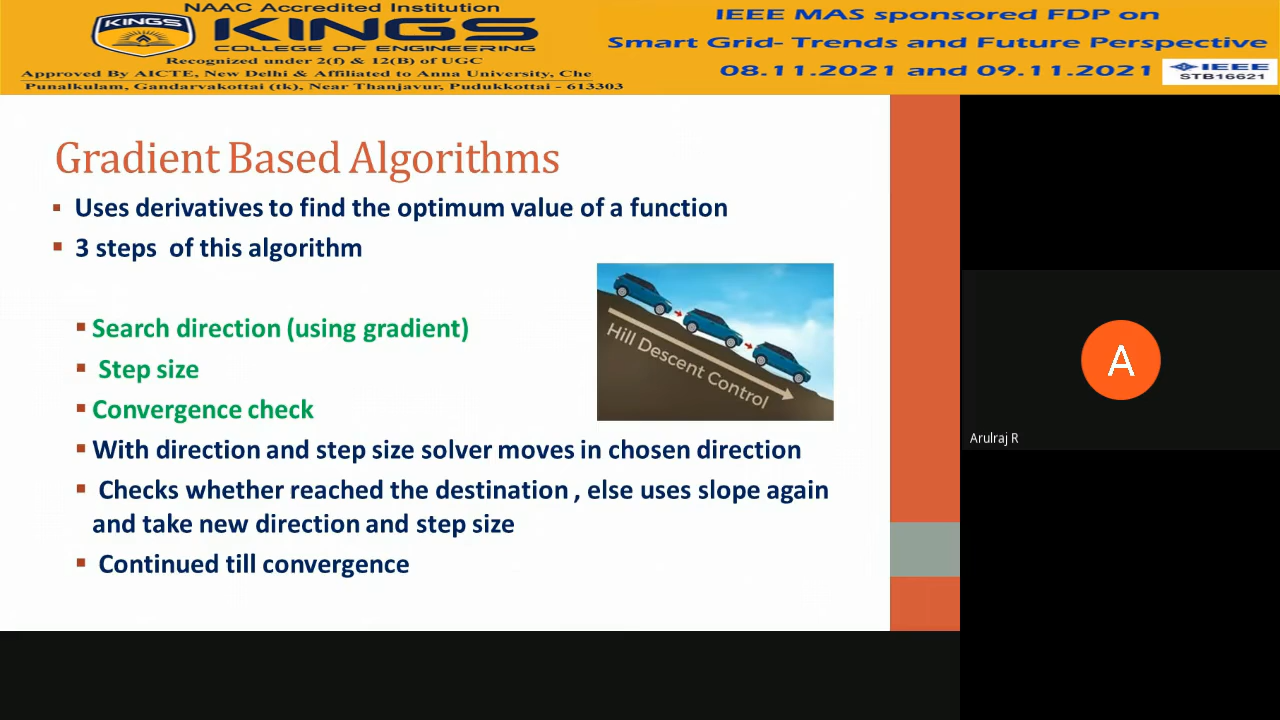 NAAC Accredited Institution
KINGS
KINGS
COLLEGE OF ENGINEERING
Recognized under 2(f) & 12(B) of UGC
Approved By AICTE, New Delhi & Affiliated to Anna University, Che
Punalkulam, Gandarvakottai (tk), Near Thanjavur, Pudukkottai - 613303
IEEE MAS sponsored FDP on
Smart Grid- Trends and Future Perspective
08.11.2021 and 09.11.2021
IEEE
STB16621
Gradient Based Algorithms
▪ Uses derivatives to find the optimum value of a function
▪ 3 steps of this algorithm
▪ Search direction (using gradient)
▪ Step size
▪ Convergence check
Hill Descent Control
▪ With direction and step size solver moves in chosen direction
▪ Checks whether reached the destination , else uses slope again
and take new direction and step size
▪ Continued till convergence
A
Arulraj R